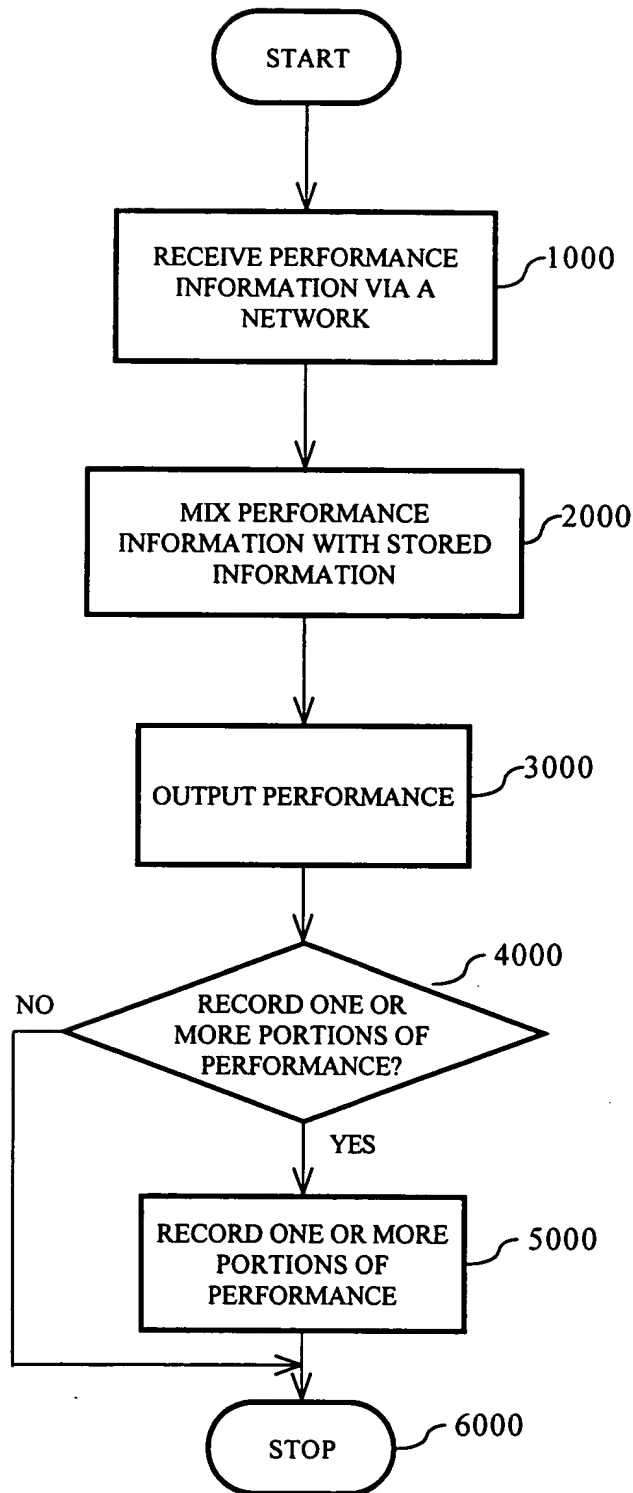 START
RECEIVE PERFORMANCE
INFORMATION VIA A
NETWORK
1000
MIX PERFORMANCE
INFORMATION WITH STORED
INFORMATION
2000
OUTPUT PERFORMANCE
3000
4000
NO
RECORD ONE OR
MORE PORTIONS OF
PERFORMANCE?
YES
RECORD ONE OR MORE
PORTIONS OF
PERFORMANCE
5000
STOP
6000